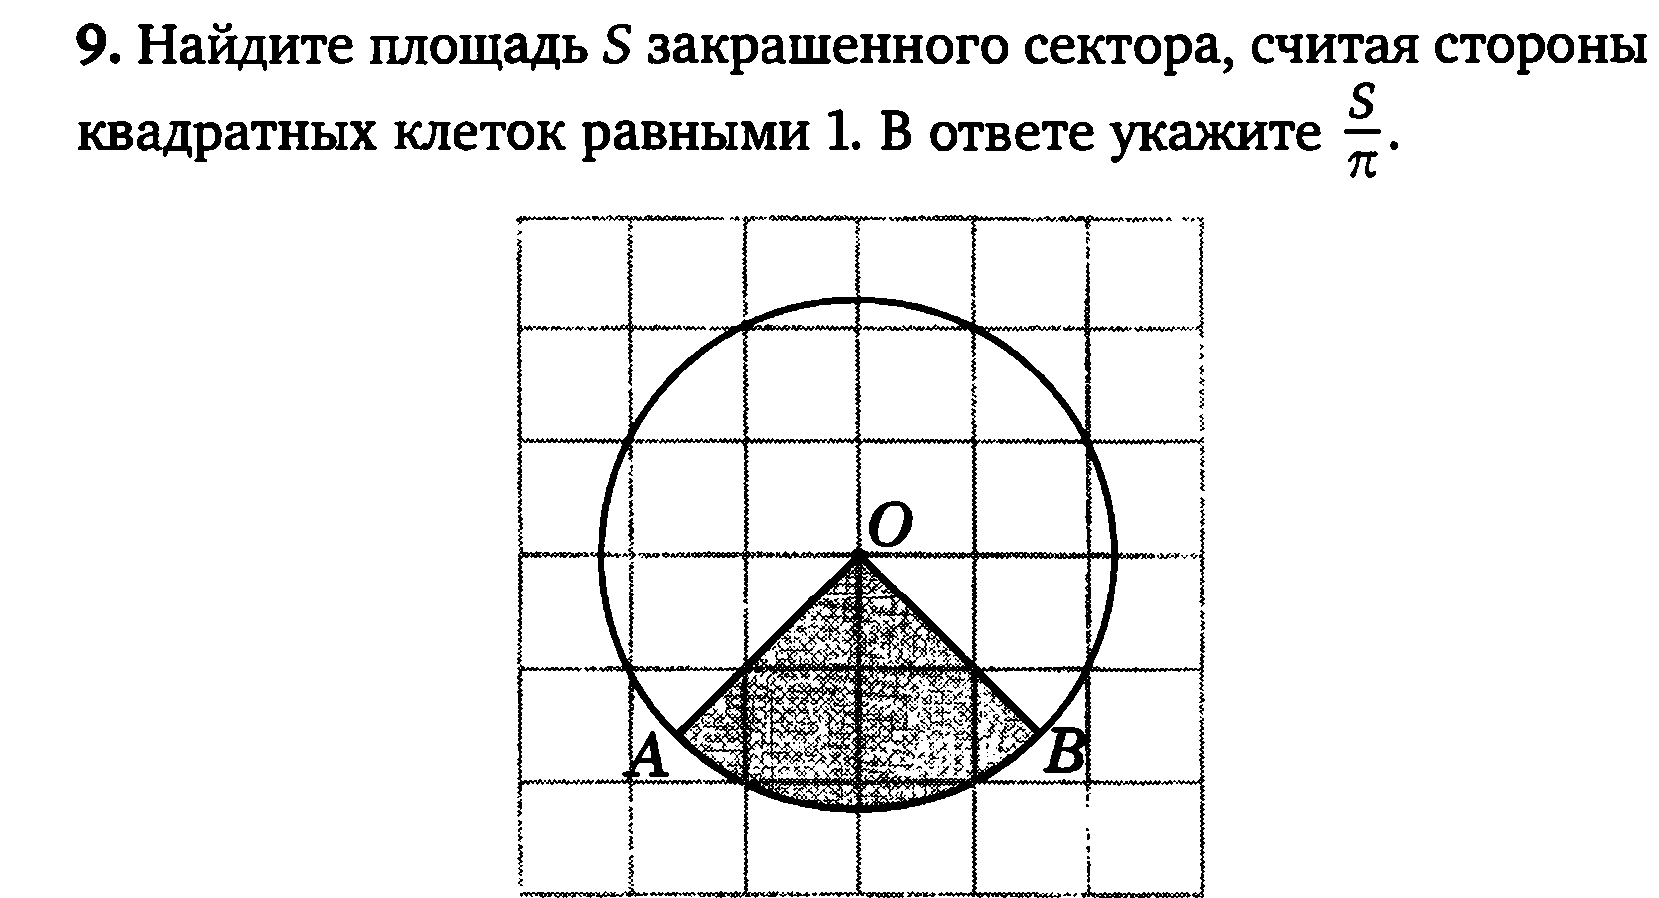 9. Найдите площадь S закрашенного сектора, считая стороны
квадратных клеток равными 1. В ответе укажите S/π.
O
A
B